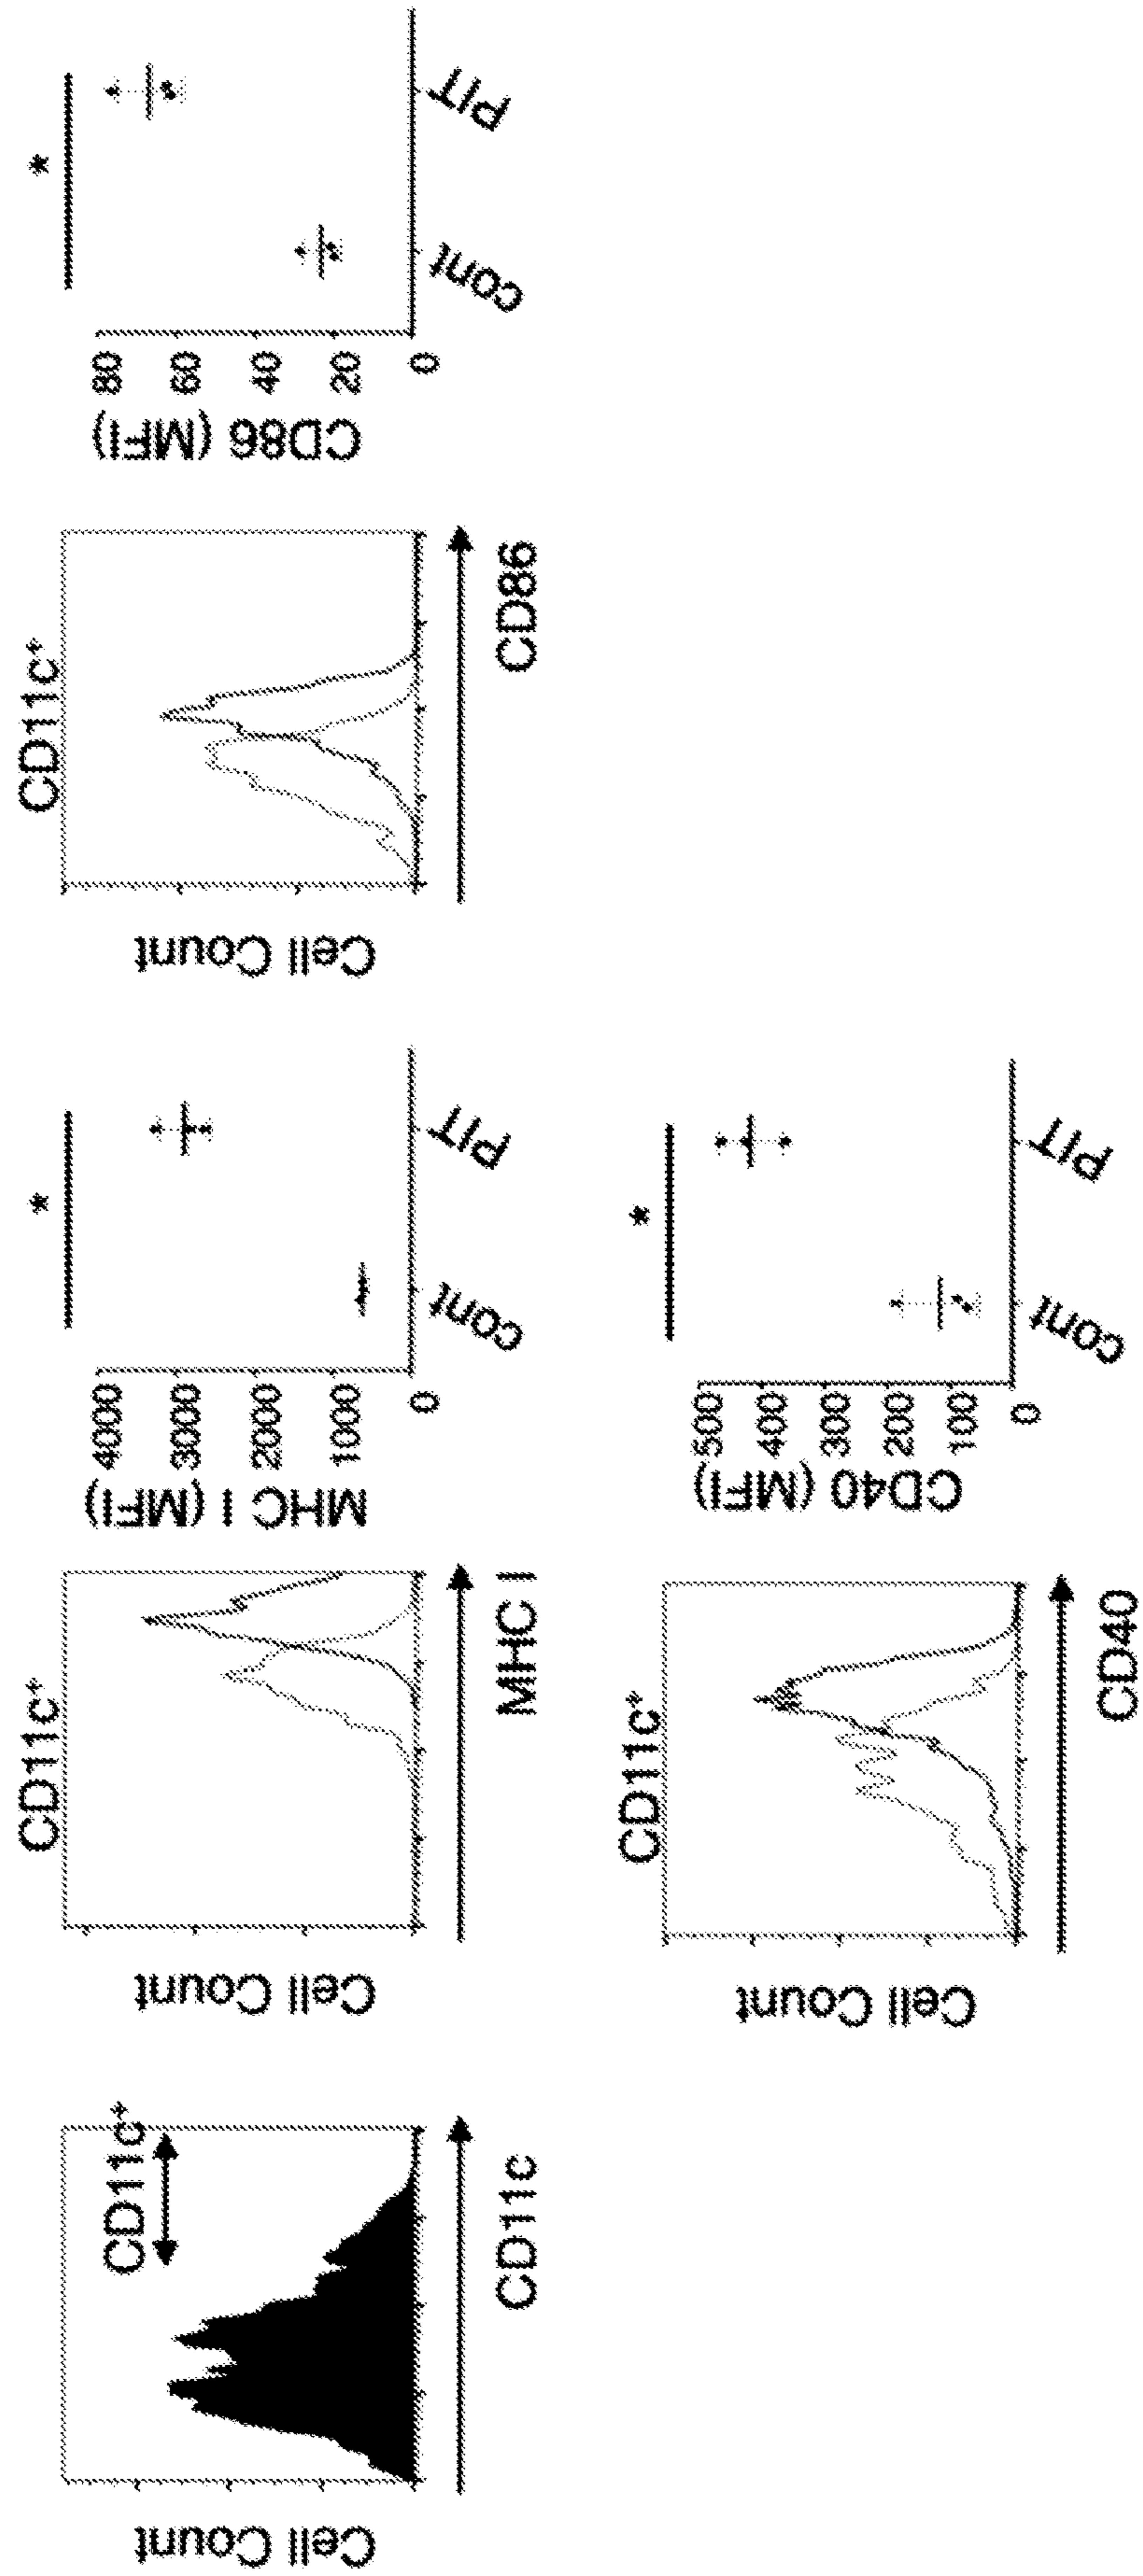 Cell Count
CD11c+
CD11c
CD11c+
Cell Count
MHC I
*
MHC I (MFI)
4000
3000
2000
1000
0
cont
PIT
CD11c+
Cell Count
CD86
*
CD86 (MFI)
80
60
40
20
0
cont
PIT
CD11c+
Cell Count
CD40
*
CD40 (MFI)
500
400
300
200
100
0
cont
PIT